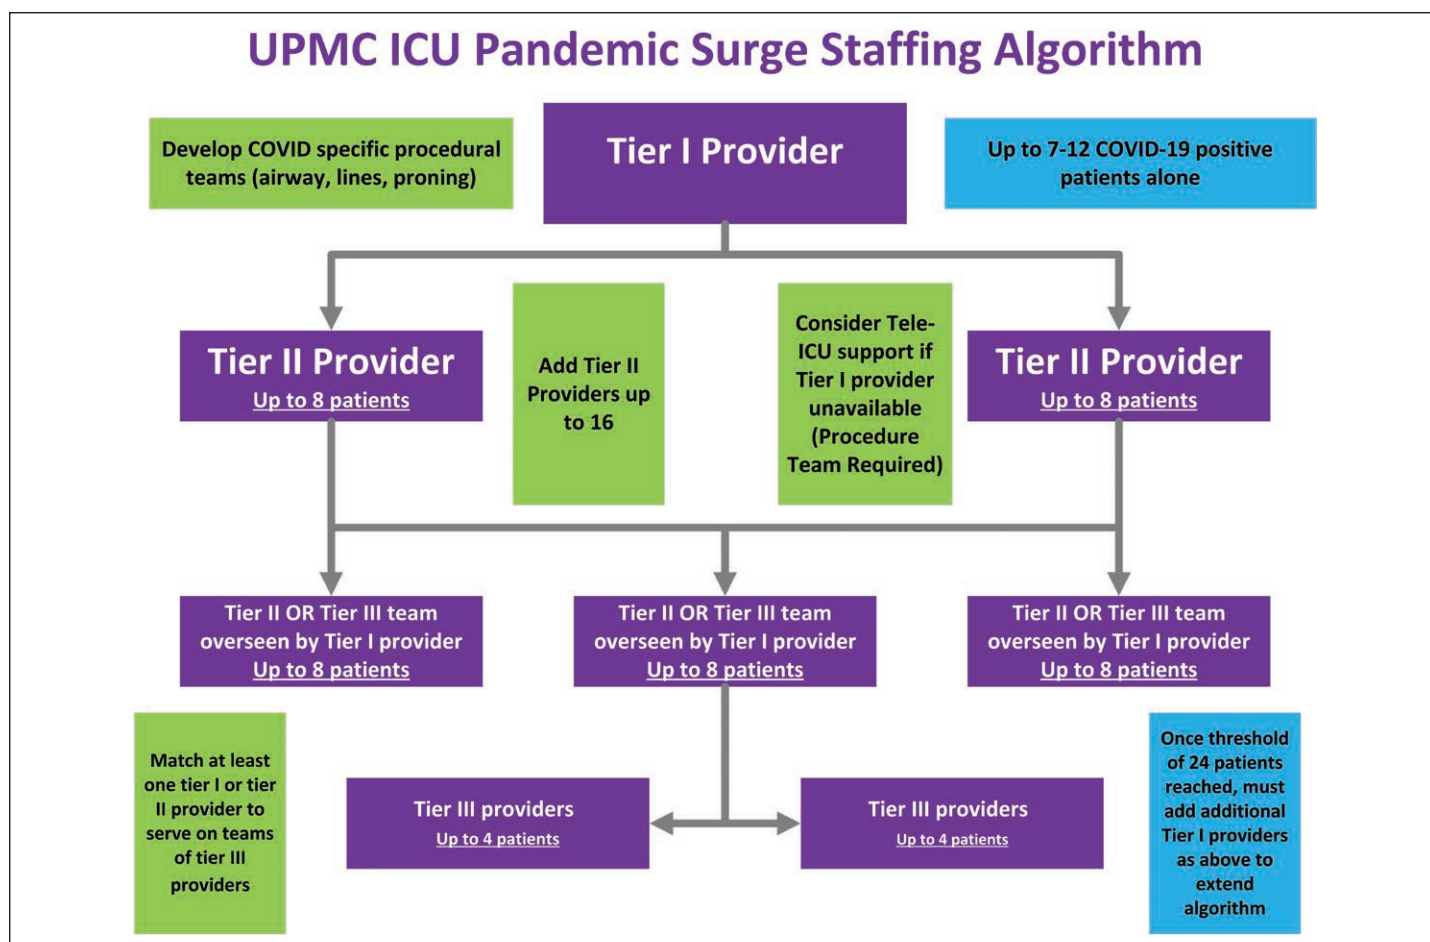 UPMC ICU Pandemic Surge Staffing Algorithm
Develop COVID specific procedural
teams (airway, lines, proning)
Tier I Provider
Up to 7-12 COVID-19 positive
patients alone
Tier II Provider
Up to 8 patients
Add Tier II
Providers up
to 16
Consider Tele-
ICU support if
Tier I provider
unavailable
(Procedure
Team Required)
Tier II Provider
Up to 8 patients
Tier II OR Tier III team
overseen by Tier I provider
Up to 8 patients
Tier II OR Tier III team
overseen by Tier I provider
Up to 8 patients
Tier II OR Tier III team
overseen by Tier I provider
Up to 8 patients
Match at least
one tier I or tier
II provider to
serve on teams
of tier III
providers
Tier III providers
Up to 4 patients
Tier III providers
Up to 4 patients
Once threshold
of 24 patients
reached, must
add additional
Tier I providers
as above to
extend
algorithm